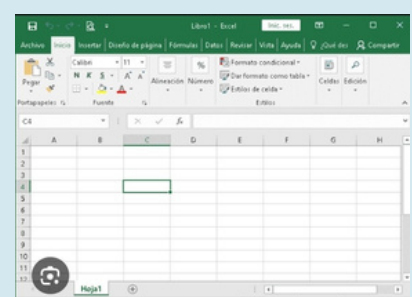 Libro1 - Excel
Inic. ses.
Archivo Inicio Insertar Diseño de página Fórmulas Datos Revisar Vista Ayuda ¿Qué des Compartir
Pegar
Calibri 11
N K S A A
Alineación
Número
Formato condicional
Dar formato como tabla
Estilos de celda
Celdas
Edición
Portapapeles Fuente Estilos
C4 fx
A B C D E F G H
1
2
3
4
5
6
7
8
9
10
11
12
Hoja1